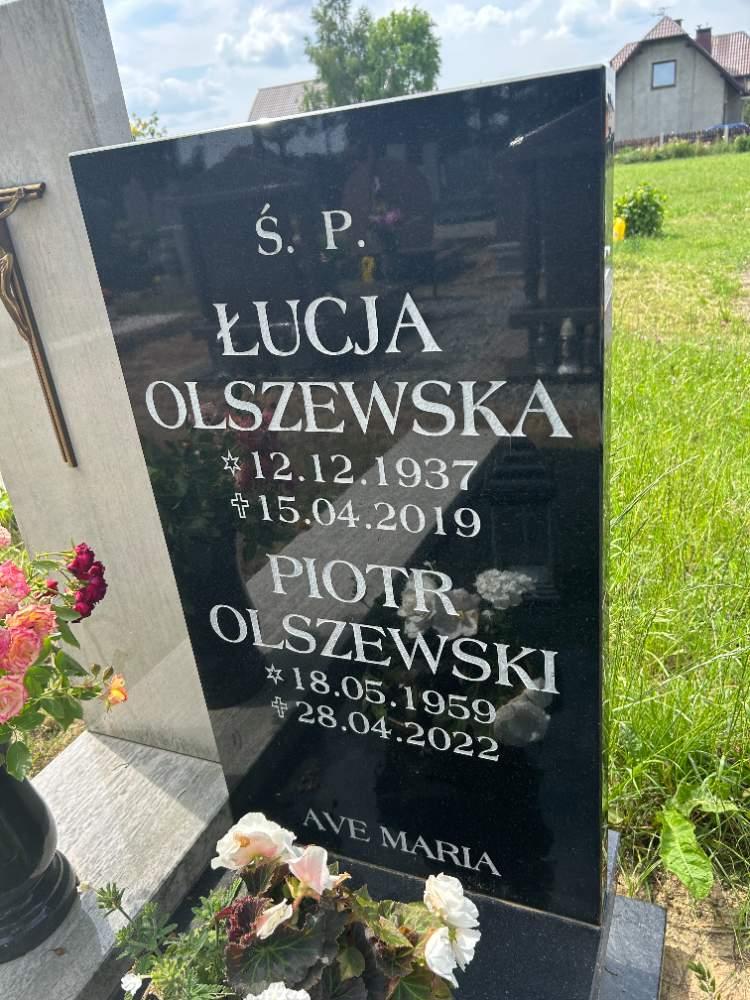 Ś. P.
ŁUCJA
OLSZEWSKA
✡12.12.1937
✝15.04.2019
PIOTR
OLSZEWSKI
✡18.05.1959
✝28.04.2022
AVE MARIA